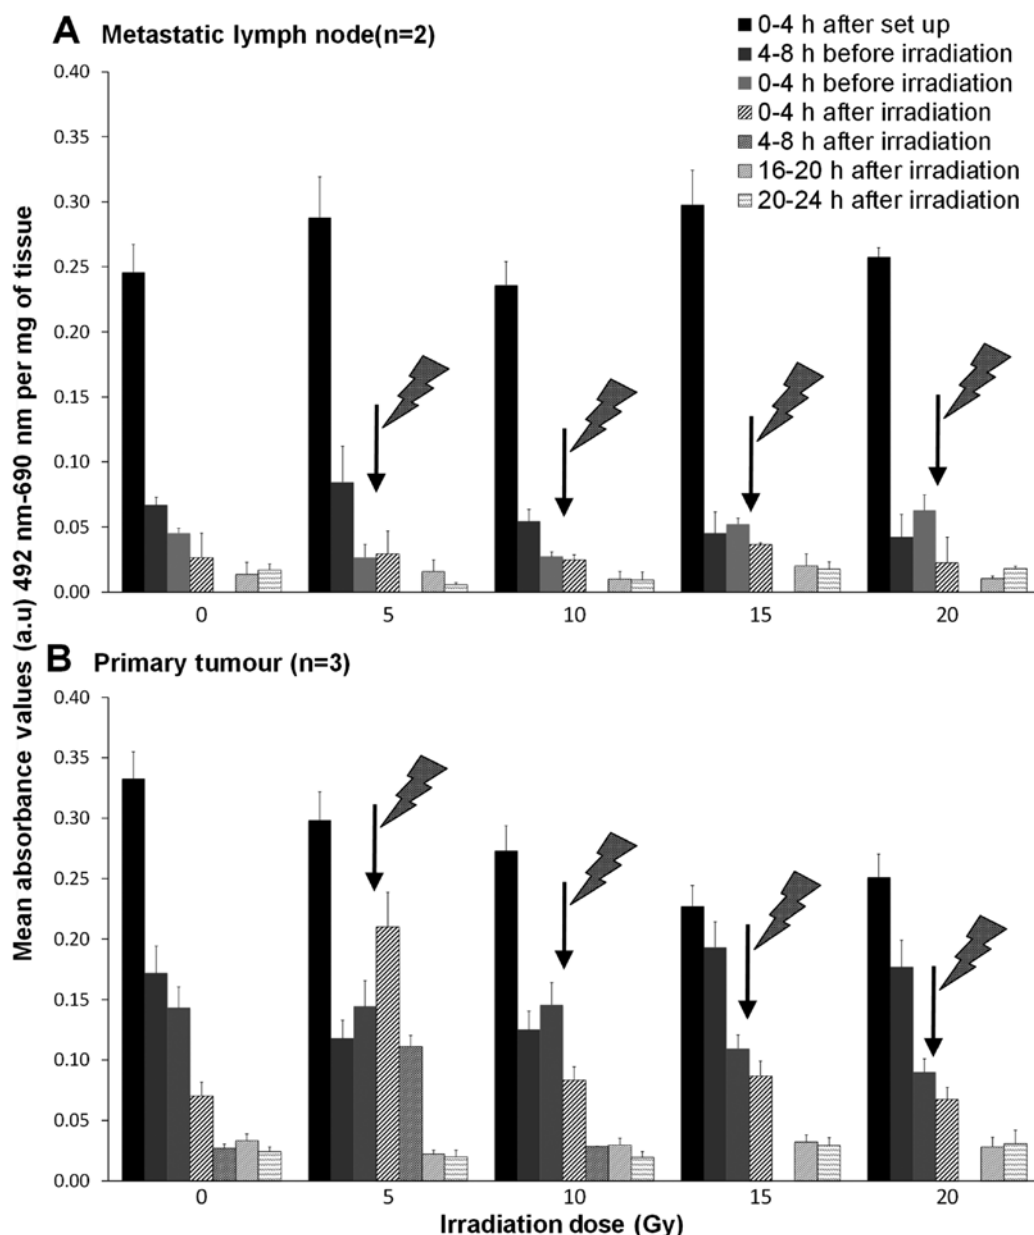 A Metastatic lymph node(n=2)
0-4 h after set up
4-8 h before irradiation
0-4 h before irradiation
0-4 h after irradiation
4-8 h after irradiation
16-20 h after irradiation
20-24 h after irradiation
Mean absorbance values (a.u) 492 nm-690 nm per mg of tissue
0.40
0.35
0.30
0.25
0.20
0.15
0.10
0.05
0.00
0 5 10 15 20
B Primary tumour (n=3)
0.40
0.35
0.30
0.25
0.20
0.15
0.10
0.05
0.00
0 5 10 15 20
Irradiation dose (Gy)